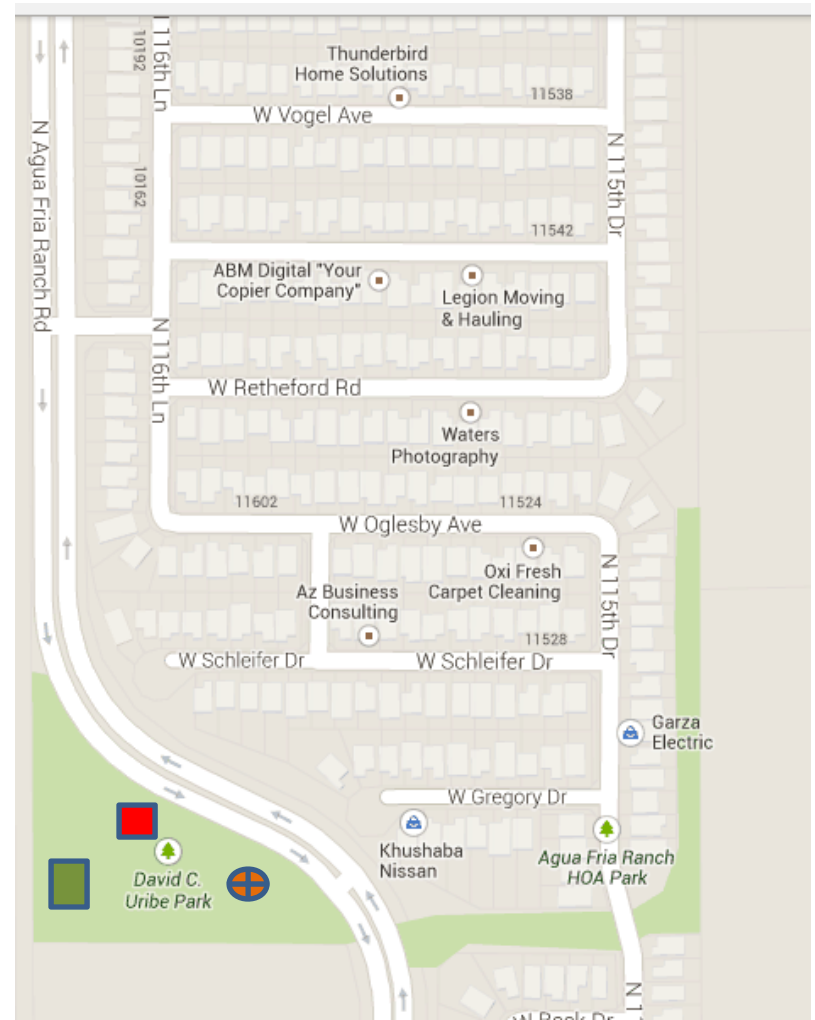 10192
N 116th Ln
Thunderbird
Home Solutions
11538
W Vogel Ave
N Agua Fria Ranch Rd
10162
N 115th Dr
11542
ABM Digital "Your
Copier Company"
Legion Moving
& Hauling
N 116th Ln
W Retheford Rd
Waters
Photography
11602
11524
W Oglesby Ave
Oxi Fresh
Carpet Cleaning
N 115th Dr
Az Business
Consulting
11528
W Schleifer Dr
W Schleifer Dr
Garza
Electric
W Gregory Dr
Khushaba
Nissan
Agua Fria Ranch
HOA Park
David C.
Uribe Park
N 1